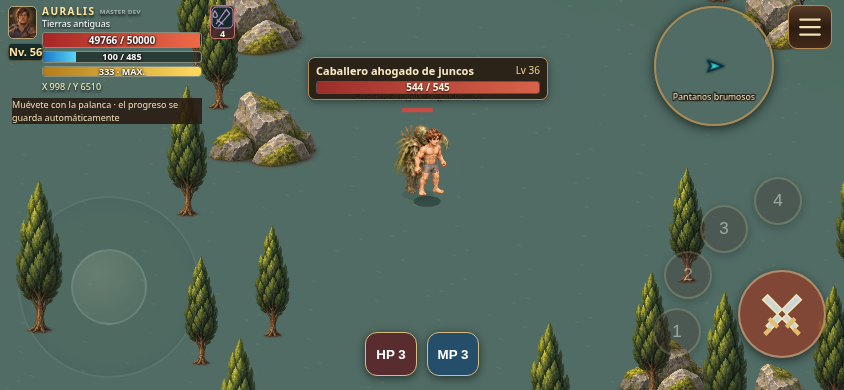 AURALIS MASTER DEV
Tierras antiguas
49766 / 50000
Nv. 56
100 / 485
333 · MAX
X 998 / Y 6510
Muévete con la palanca · el progreso se
guarda automáticamente
4
Caballero ahogado de juncos Lv 36
544 / 545
Pantanos brumosos
4
3
2
1
HP 3
MP 3